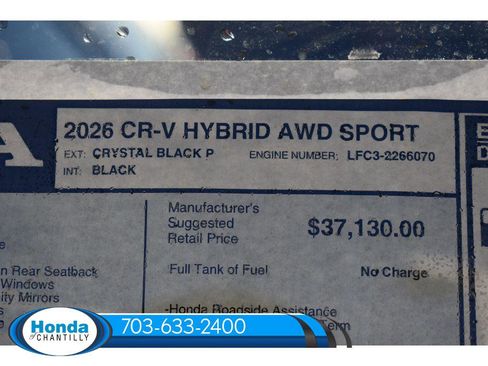 A
2026 CR-V HYBRID AWD SPORT
EXT: CRYSTAL BLACK P ENGINE NUMBER: LFC3-2266070
INT: BLACK
Manufacturer's
Suggested
Retail Price $37,130.00
Rear Seatback
Windows
Mirrors
Full Tank of Fuel No Charge
Honda Roadside Assistance
Term
Honda
OF CHANTILLY
703-633-2400